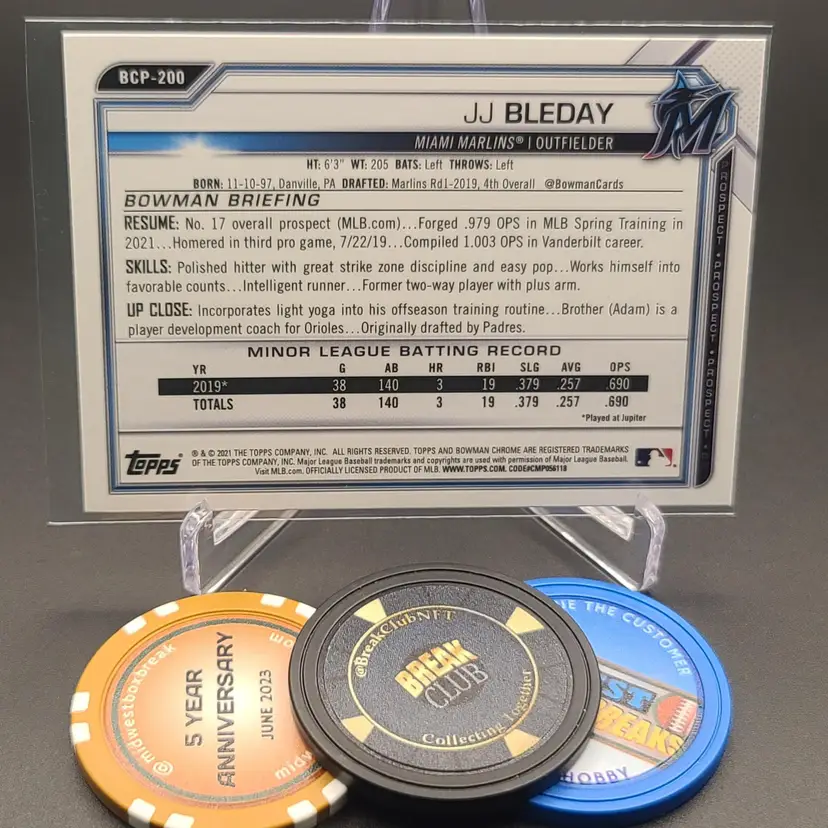 BCP-200
JJ BLEDAY
MIAMI MARLINS® | OUTFIELDER
HT: 6'3" WT: 205 BATS: Left THROWS: Left
BORN: 11-10-97, Danville, PA DRAFTED: Marlins Rd1-2019, 4th Overall @BowmanCards
BOWMAN BRIEFING
RESUME: No. 17 overall prospect (MLB.com)...Forged .979 OPS in MLB Spring Training in
2021...Homered in third pro game, 7/22/19...Compiled 1.003 OPS in Vanderbilt career.
SKILLS: Polished hitter with great strike zone discipline and easy pop...Works himself into
favorable counts...Intelligent runner...Former two-way player with plus arm.
UP CLOSE: Incorporates light yoga into his offseason training routine...Brother (Adam) is a
player development coach for Orioles...Originally drafted by Padres.
MINOR LEAGUE BATTING RECORD
YR G AB HR RBI SLG AVG OPS
2019* 38 140 3 19 .379 .257 .690
TOTALS 38 140 3 19 .379 .257 .690
*Played at Jupiter
topps
® & © 2021 THE TOPPS COMPANY, INC. ALL RIGHTS RESERVED. TOPPS AND BOWMAN CHROME ARE REGISTERED TRADEMARKS
OF THE TOPPS COMPANY, INC. Major League Baseball trademarks and copyrights are used with permission of Major League Baseball.
Visit MLB.com. OFFICIALLY LICENSED PRODUCT OF MLB. WWW.TOPPS.COM. CODE#CMP056118
M
PROSPECT • PROSPECT • PROSPECT • PROSPECT
@midwestboxbreak
5 YEAR
ANNIVERSARY
JUNE 2023
@BreakClubNFT
BREAK
CLUB
Collecting Together
THE CUSTOMER
BREAKS
HOBBY